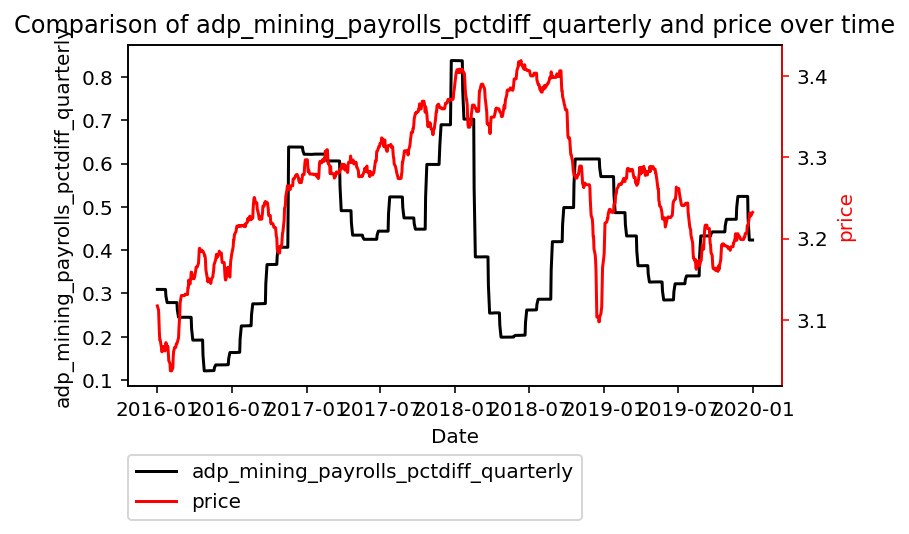 Comparison of adp_mining_payrolls_pctdiff_quarterly and price over time
adp_mining_payrolls_pctdiff_quarterly
0.8
0.7
0.6
0.5
0.4
0.3
0.2
0.1
3.4
3.3
3.2
3.1
price
2016-01 2016-07 2017-01 2017-07 2018-01 2018-07 2019-01 2019-07 2020-01
Date
adp_mining_payrolls_pctdiff_quarterly
price